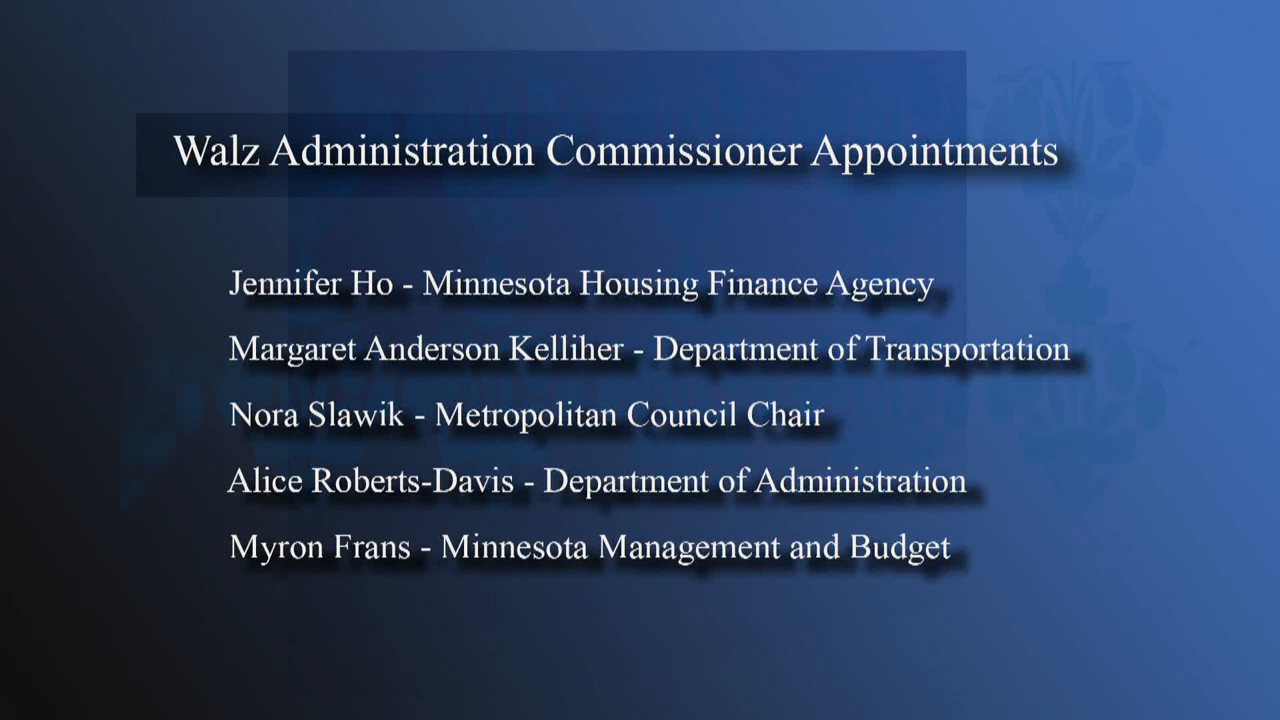 Walz Administration Commissioner Appointments
Jennifer Ho - Minnesota Housing Finance Agency
Margaret Anderson Kelliher - Department of Transportation
Nora Slawik - Metropolitan Council Chair
Alice Roberts-Davis - Department of Administration
Myron Frans - Minnesota Management and Budget